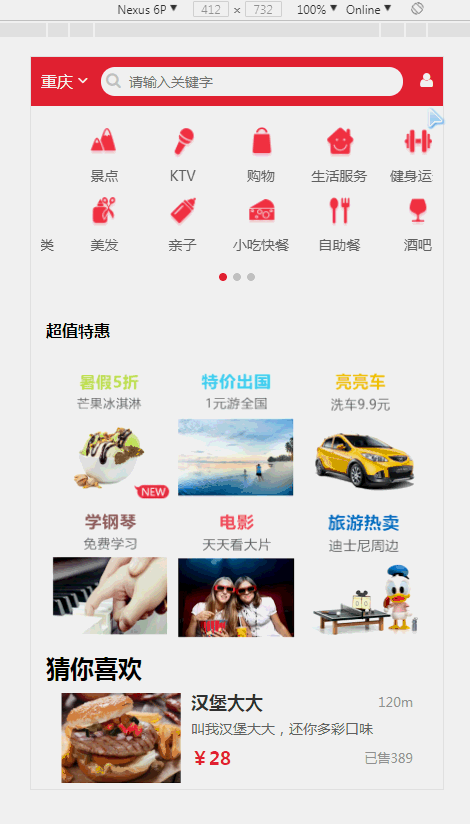 Nexus 6P ▼ 412 × 732 100% ▼ Online ▼
重庆 请输入关键字
景点 KTV 购物 生活服务 健身运
类 美发 亲子 小吃快餐 自助餐 酒吧
超值特惠
暑假5折 特价出国 亮亮车
芒果冰淇淋 1元游全国 洗车9.9元
NEW
学钢琴 电影 旅游热卖
免费学习 天天看大片 迪士尼周边
猜你喜欢
汉堡大大 120m
叫我汉堡大大，还你多彩口味
￥28 已售389